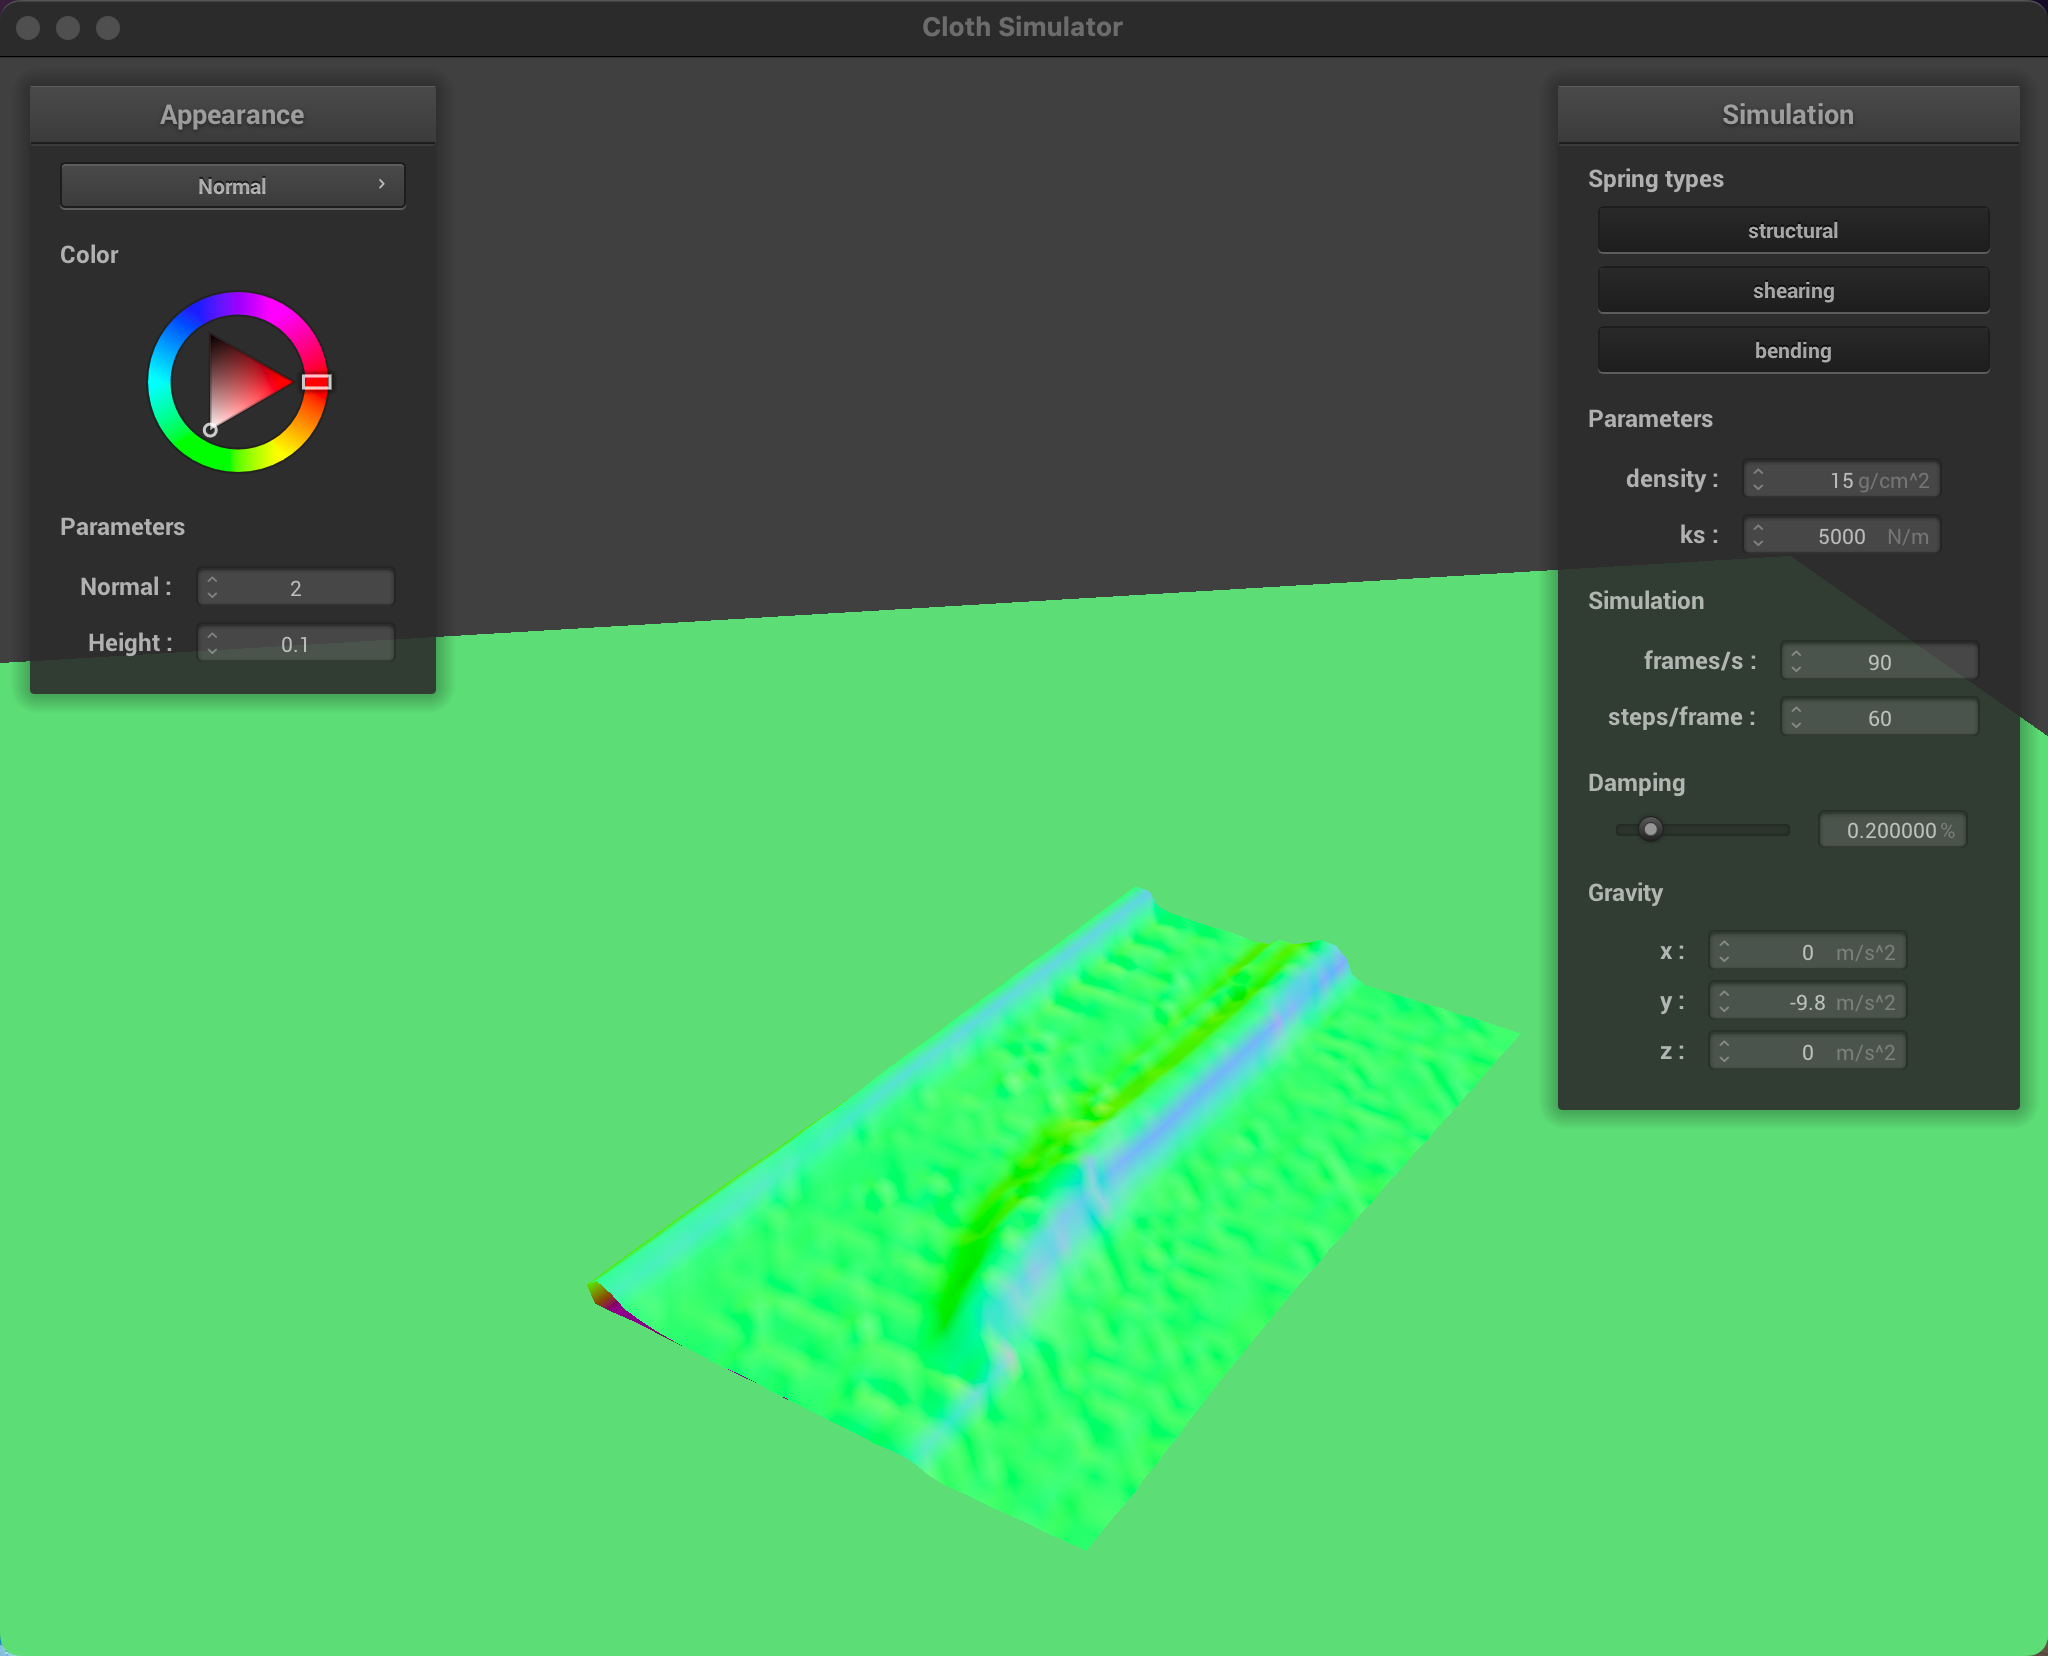 Cloth Simulator
Appearance
Normal
Color
Parameters
Normal : 2
Height : 0.1
Simulation
Spring types
structural
shearing
bending
Parameters
density : 15 g/cm^2
ks : 5000 N/m
Simulation
frames/s : 90
steps/frame : 60
Damping
0.200000 %
Gravity
x : 0 m/s^2
y : -9.8 m/s^2
z : 0 m/s^2